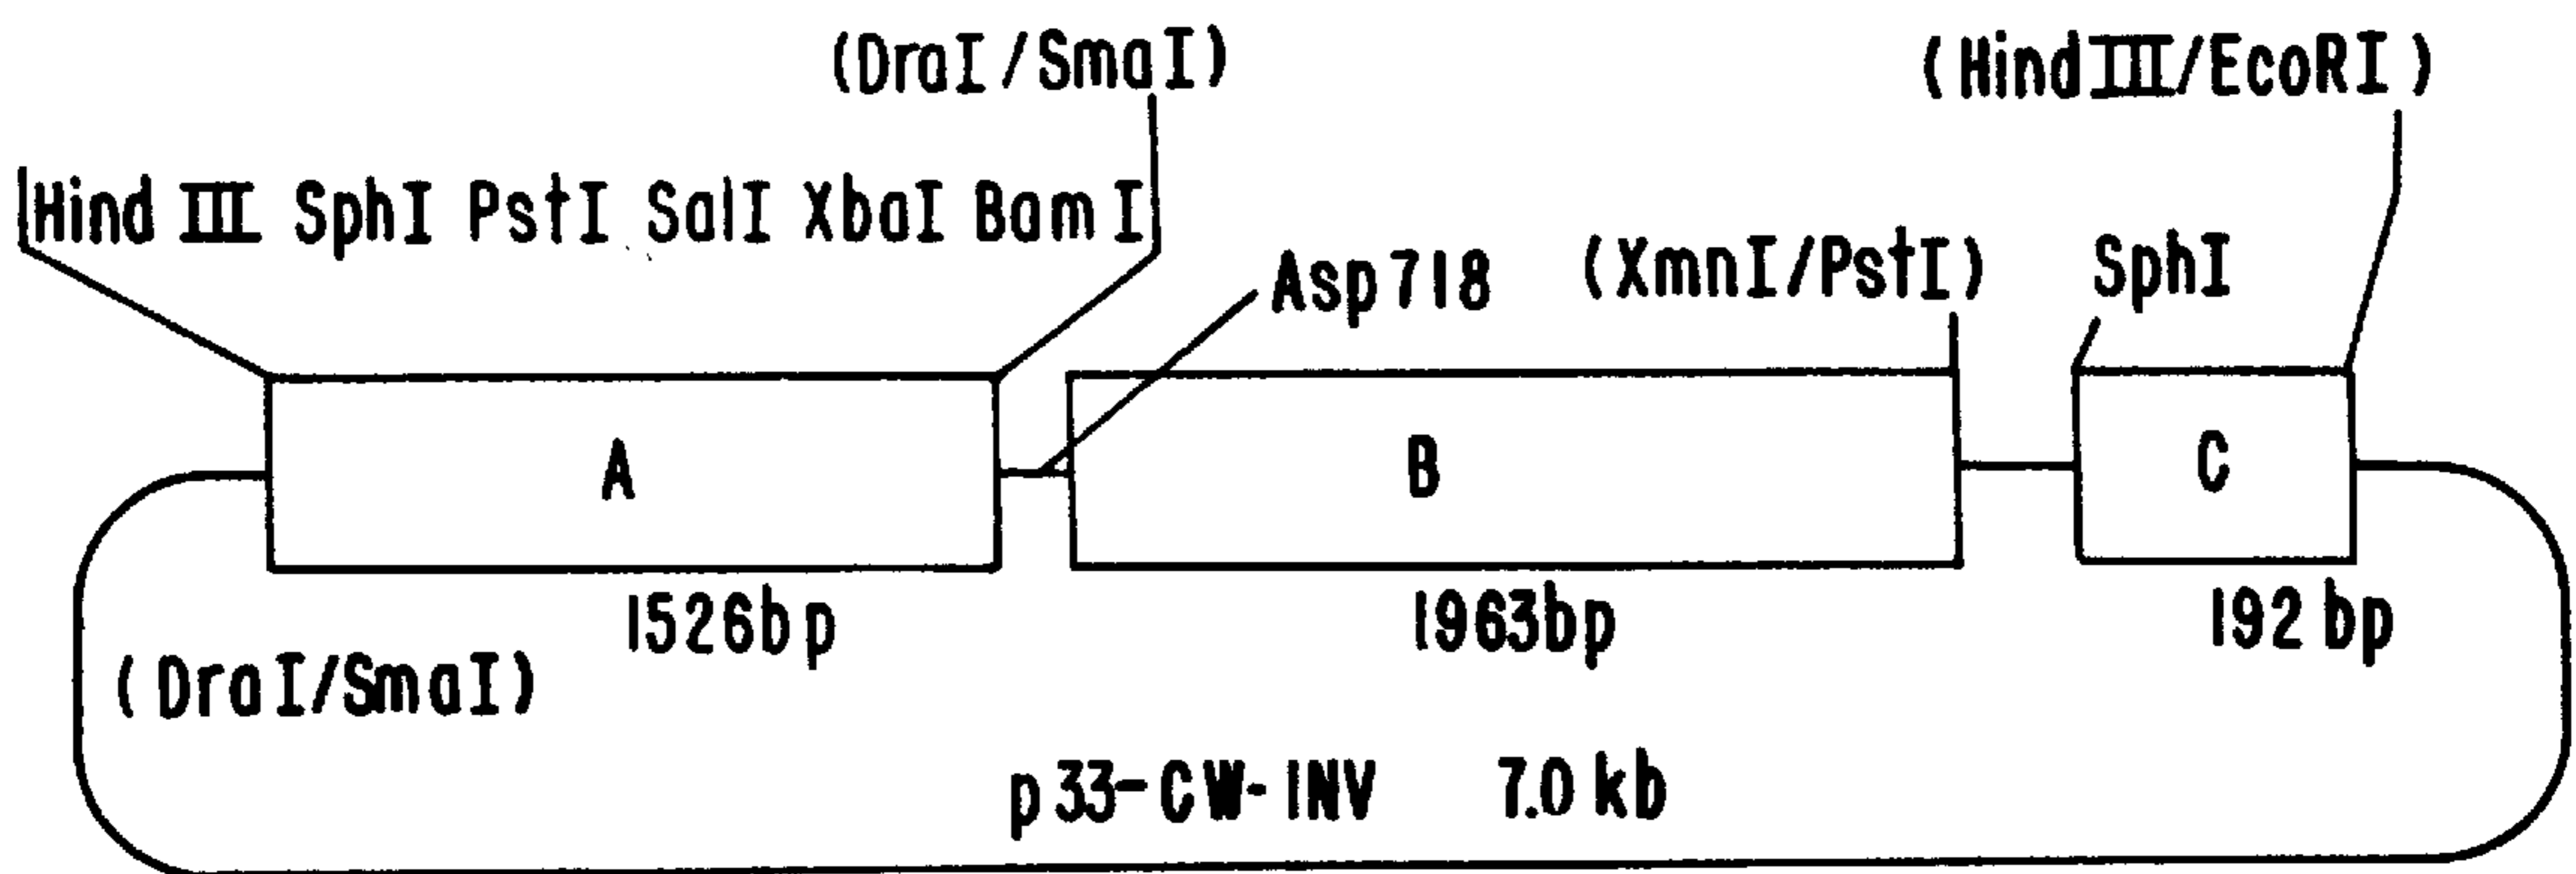 (DraI/SmaI)
(HindIII/EcoRI)
Hind III SphI PstI SalI XbaI BamI
Asp718
(XmnI/PstI)
SphI
A
B
C
1526bp
1963bp
192 bp
(DraI/SmaI)
p33-CW-INV 7.0 kb